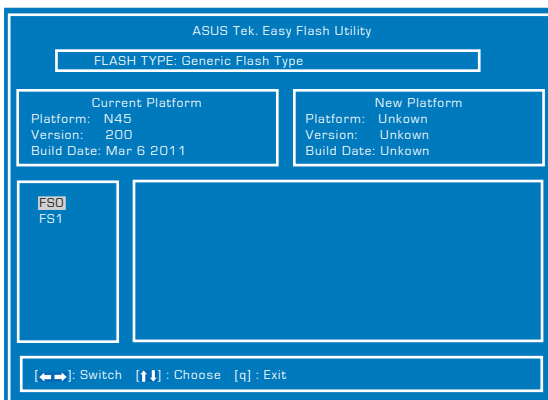 ASUS Tek. Easy Flash Utility
FLASH TYPE: Generic Flash Type
Current Platform
Platform: N45
Version: 200
Build Date: Mar 6 2011
New Platform
Platform: Unkown
Version: Unkown
Build Date: Unkown
FS0
FS1
[←→]: Switch [↑↓] : Choose [q] : Exit